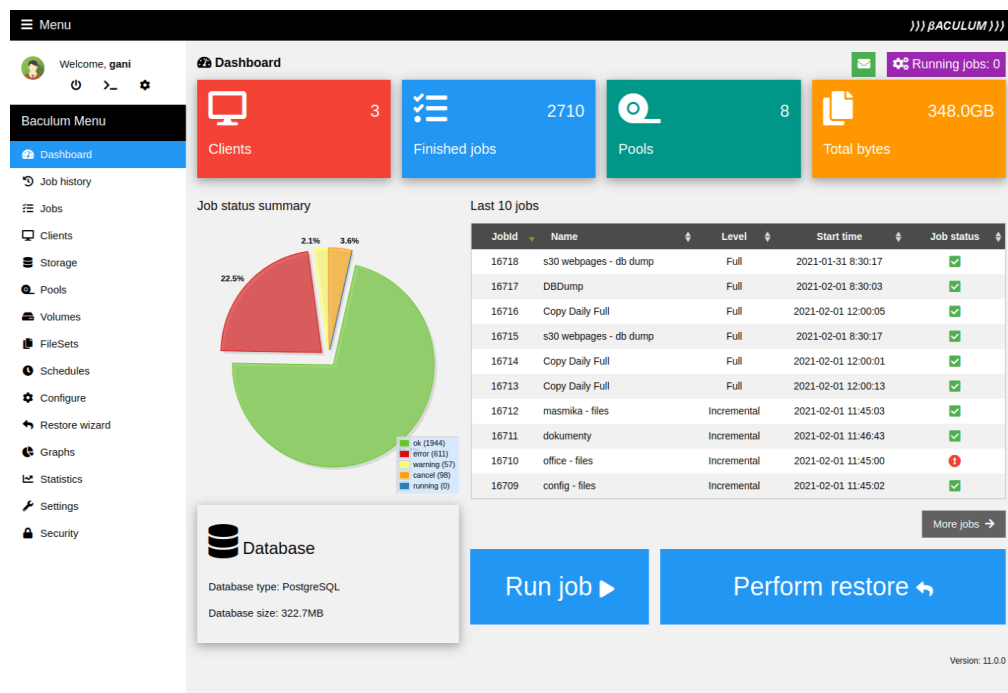 Menu
⟩⟩⟩ βACULUM ⟩⟩⟩
Welcome, gani
Baculum Menu
Dashboard
Job history
Jobs
Clients
Storage
Pools
Volumes
FileSets
Schedules
Configure
Restore wizard
Graphs
Statistics
Settings
Security
Dashboard
Running jobs: 0
3
Clients
2710
Finished jobs
8
Pools
348.0GB
Total bytes
Job status summary
2.1% 3.6%
22.5%
ok (1944)
error (611)
warning (57)
cancel (98)
running (0)
Last 10 jobs
JobId Name Level Start time Job status
16718 s30 webpages - db dump Full 2021-01-31 8:30:17
16717 DBDump Full 2021-02-01 8:30:03
16716 Copy Daily Full Full 2021-02-01 12:00:05
16715 s30 webpages - db dump Full 2021-02-01 8:30:17
16714 Copy Daily Full Full 2021-02-01 12:00:01
16713 Copy Daily Full Full 2021-02-01 12:00:13
16712 masmika - files Incremental 2021-02-01 11:45:03
16711 dokumenty Incremental 2021-02-01 11:46:43
16710 office - files Incremental 2021-02-01 11:45:00
16709 config - files Incremental 2021-02-01 11:45:02
More jobs
Database
Database type: PostgreSQL
Database size: 322.7MB
Run job
Perform restore
Version: 11.0.0